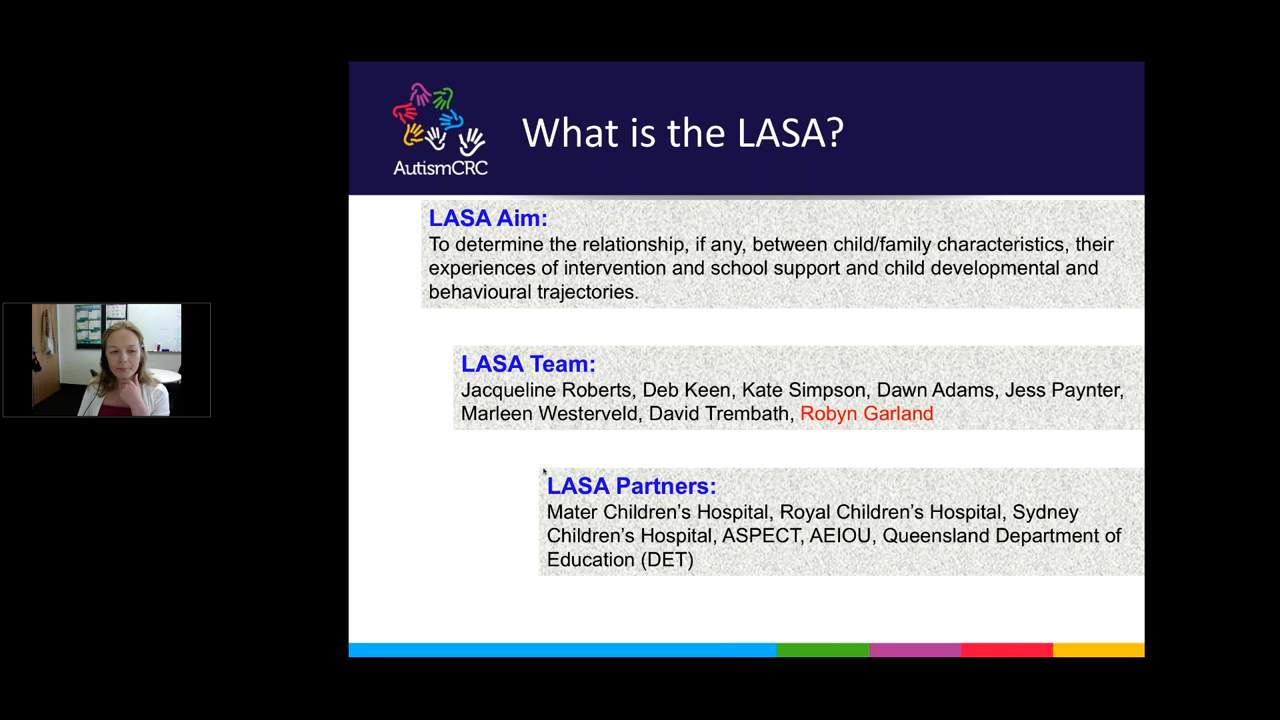 AutismCRC
What is the LASA?
LASA Aim:
To determine the relationship, if any, between child/family characteristics, their
experiences of intervention and school support and child developmental and
behavioural trajectories.
LASA Team:
Jacqueline Roberts, Deb Keen, Kate Simpson, Dawn Adams, Jess Paynter,
Marleen Westerveld, David Trembath, Robyn Garland
LASA Partners:
Mater Children’s Hospital, Royal Children’s Hospital, Sydney
Children’s Hospital, ASPECT, AEIOU, Queensland Department of
Education (DET)